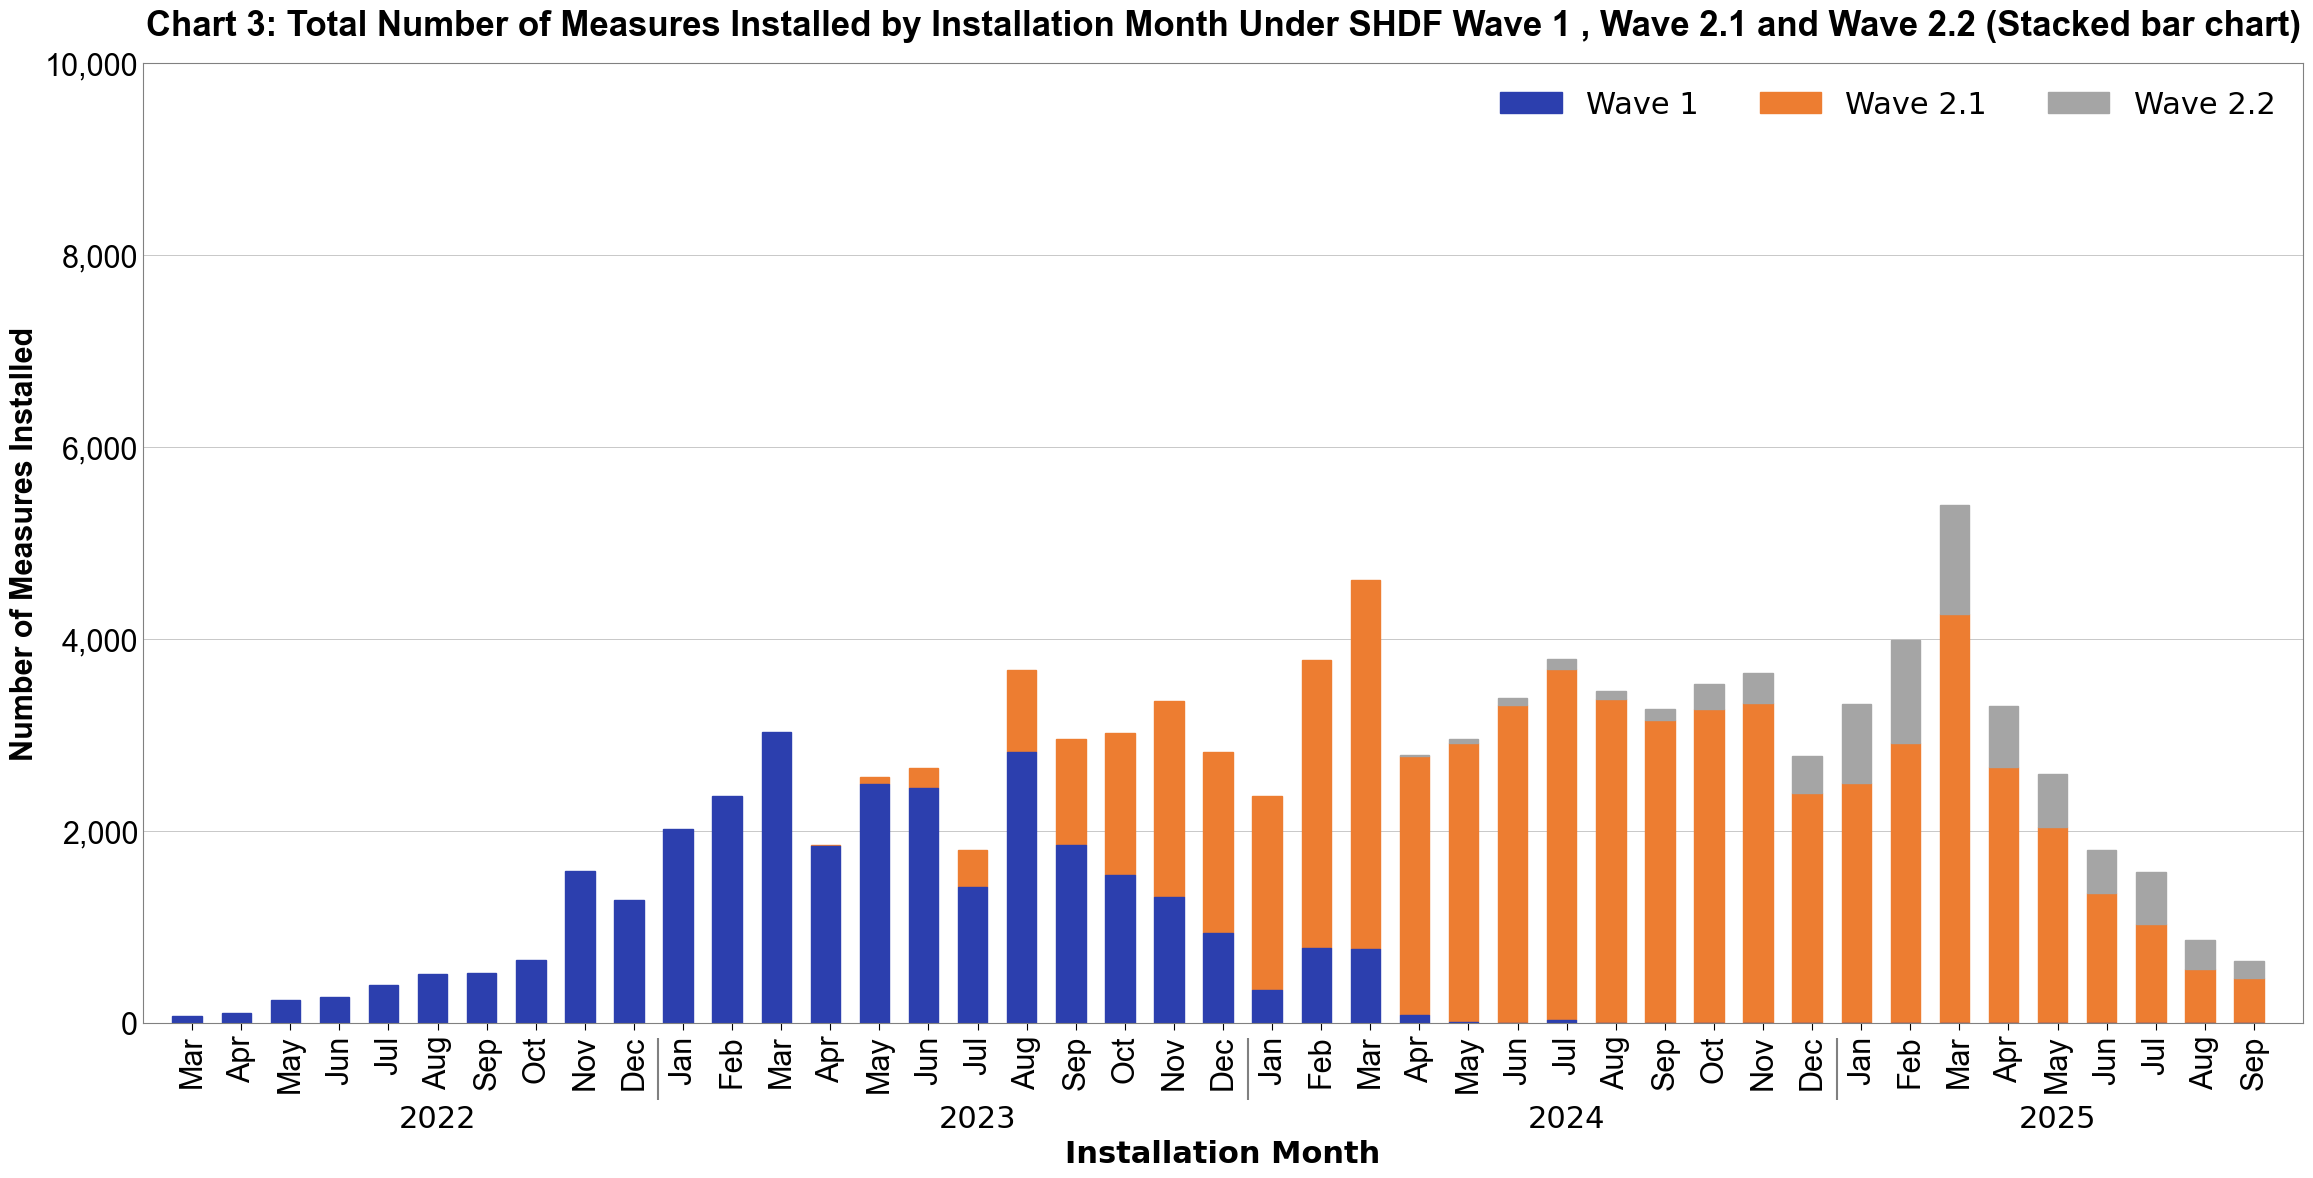 Chart 3: Total Number of Measures Installed by Installation Month Under SHDF Wave 1 , Wave 2.1 and Wave 2.2 (Stacked bar chart)
Wave 1 Wave 2.1 Wave 2.2
Number of Measures Installed
10,000
8,000
6,000
4,000
2,000
0
Mar Apr May Jun Jul Aug Sep Oct Nov Dec Jan Feb Mar Apr May Jun Jul Aug Sep Oct Nov Dec Jan Feb Mar Apr May Jun Jul Aug Sep Oct Nov Dec Jan Feb Mar Apr May Jun Jul Aug Sep
2022 2023 2024 2025
Installation Month